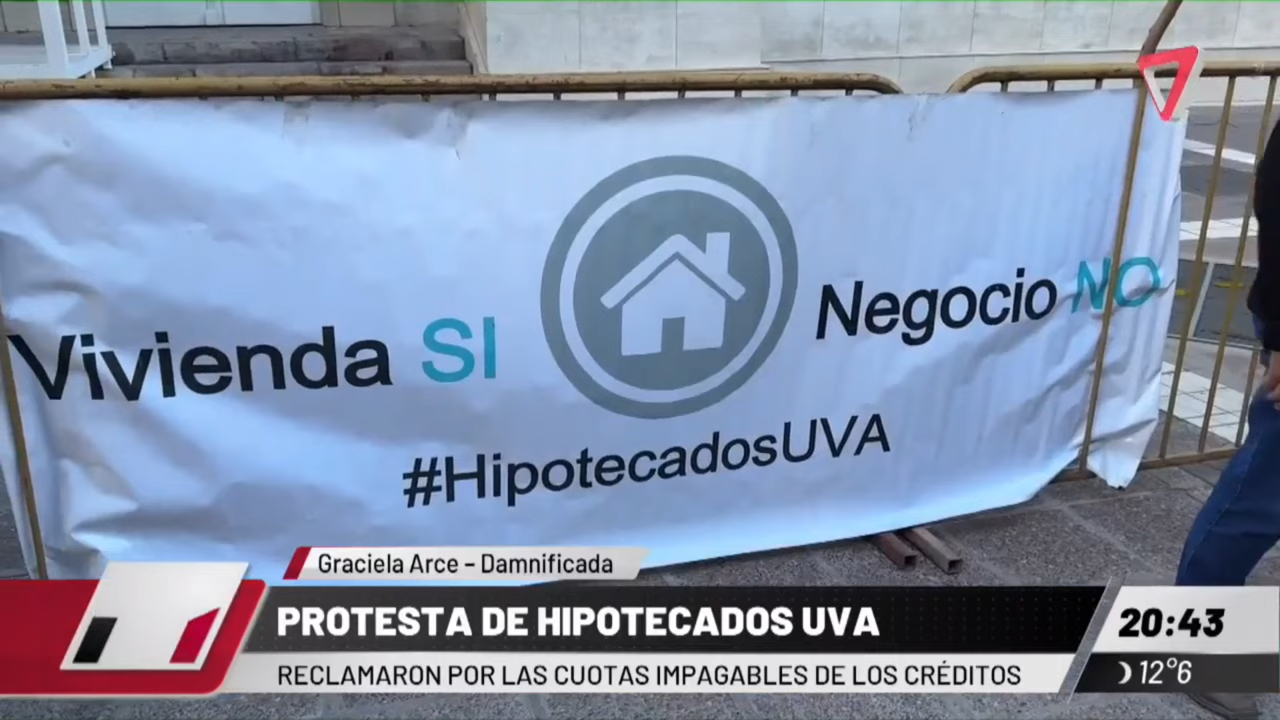 Vivienda SI
Negocio NO
#HipotecadosUVA
Graciela Arce – Damnificada
PROTESTA DE HIPOTECADOS UVA
RECLAMARON POR LAS CUOTAS IMPAGABLES DE LOS CRÉDITOS
20:43
12°6